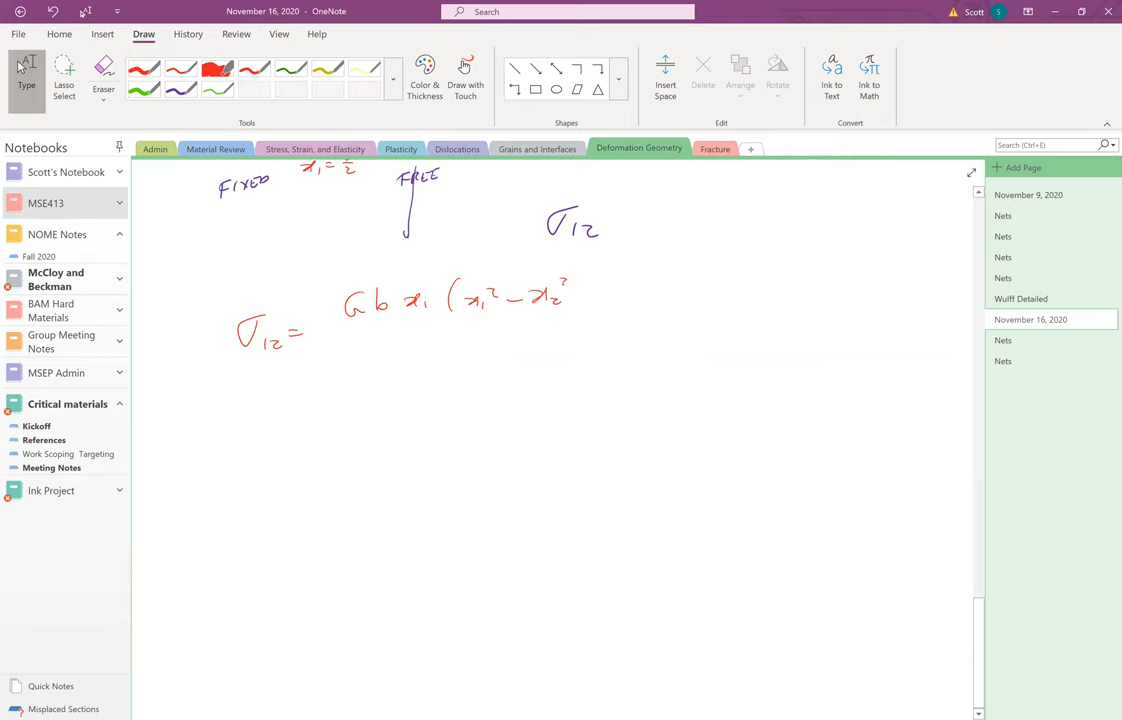 November 16, 2020 - OneNote
Search
Scott
S
File Home Insert Draw History Review View Help
Type
Lasso Select
Eraser
Color & Thickness
Draw with Touch
Insert Space
Delete
Arrange
Rotate
Ink to Text
Ink to Math
Tools
Shapes
Edit
Convert
Notebooks
Admin Material Review Stress, Strain, and Elasticity Plasticity Dislocations Grains and Interfaces Deformation Geometry Fracture
Search (Ctrl+E)
Scott's Notebook
MSE413
NOME Notes
Fall 2020
McCloy and Beckman
BAM Hard Materials
Group Meeting Notes
MSEP Admin
Critical materials
Kickoff
References
Work Scoping Targeting
Meeting Notes
Ink Project
Quick Notes
Misplaced Sections
FIXED
FREE
σ12
σ12 = G b x₁ (x₁² - x₂²
Add Page
November 9, 2020
Nets
Nets
Nets
Nets
Wulff Detailed
November 16, 2020
Nets
Nets